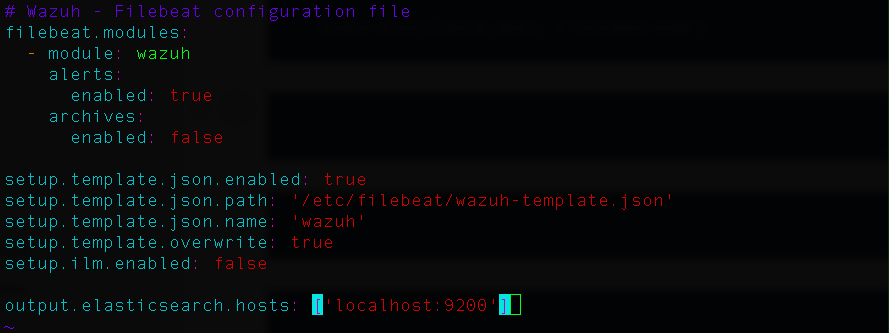 # Wazuh - Filebeat configuration file
filebeat.modules:
  - module: wazuh
    alerts:
      enabled: true
    archives:
      enabled: false

setup.template.json.enabled: true
setup.template.json.path: '/etc/filebeat/wazuh-template.json'
setup.template.json.name: 'wazuh'
setup.template.overwrite: true
setup.ilm.enabled: false

output.elasticsearch.hosts: ['localhost:9200']
~